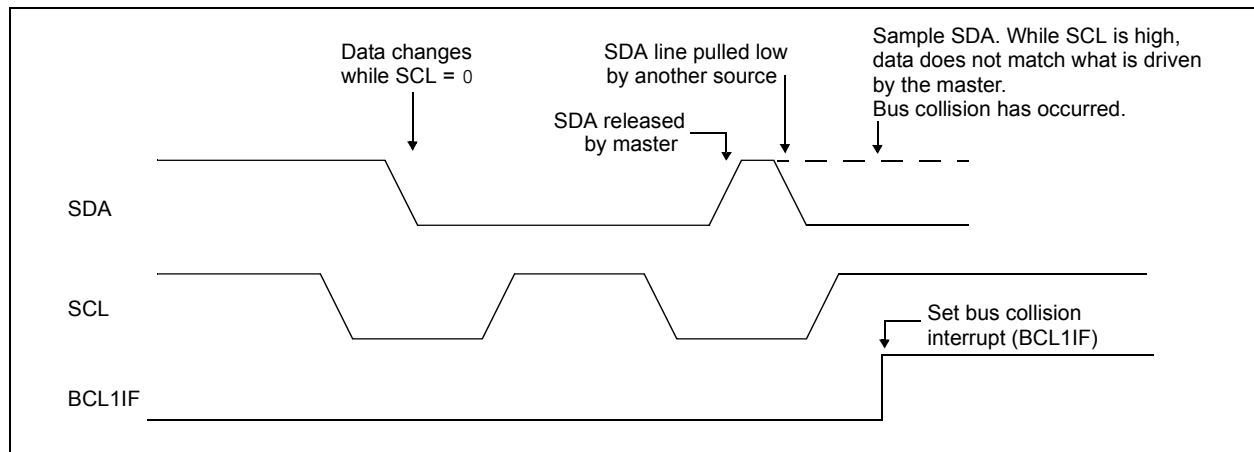 Data changes
while SCL = 0
SDA line pulled low
by another source
Sample SDA. While SCL is high,
data does not match what is driven
by the master.
Bus collision has occurred.
SDA released
by master
SDA
SCL
Set bus collision
interrupt (BCL1IF)
BCL1IF